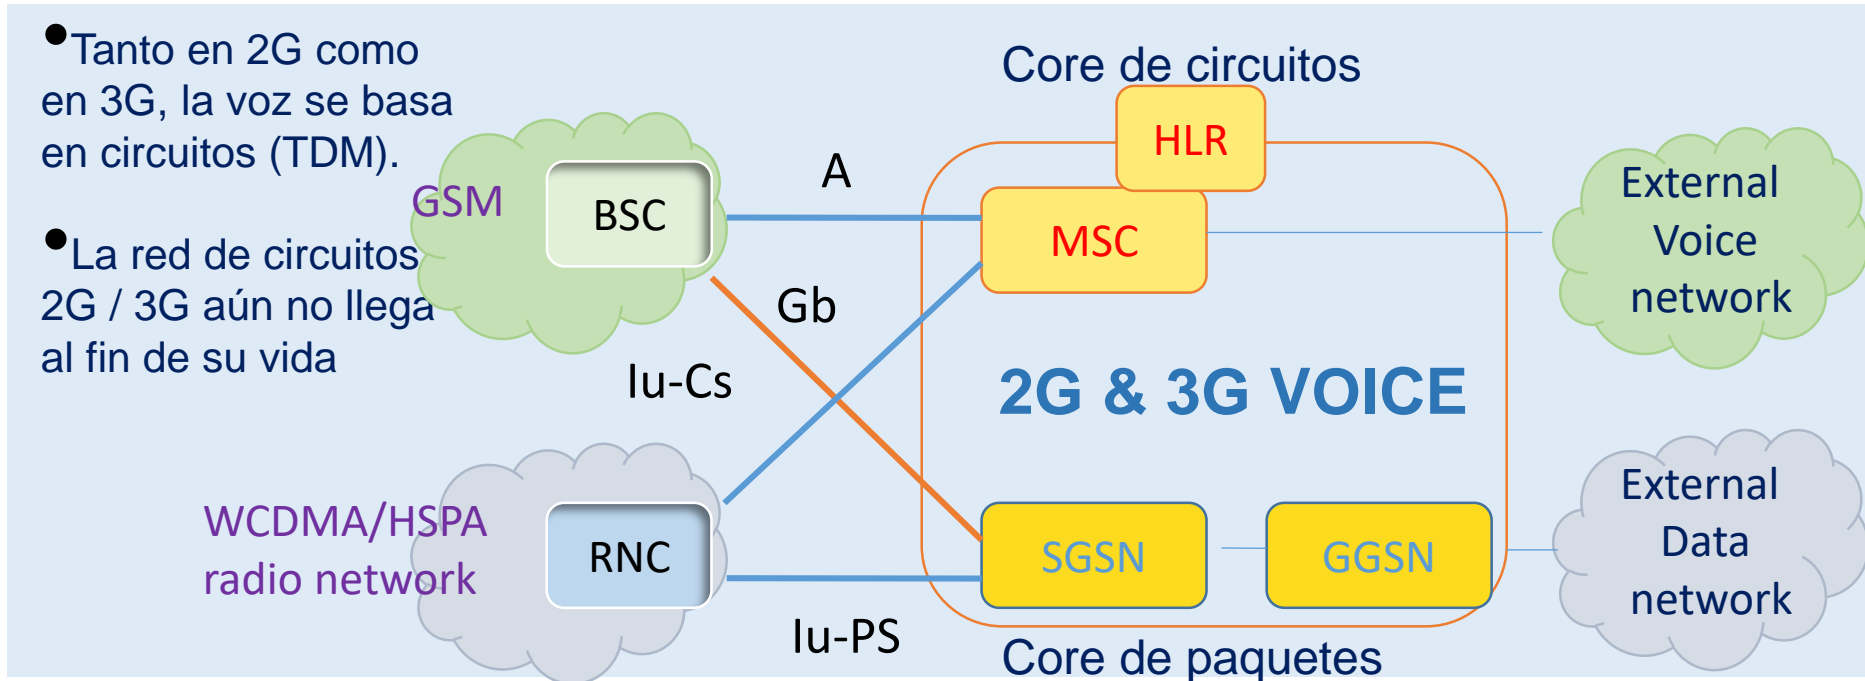 •Tanto en 2G como
en 3G, la voz se basa
en circuitos (TDM).
•La red de circuitos
2G / 3G aún no llega
al fin de su vida
Core de circuitos
HLR
A
GSM
BSC
MSC
External
Voice
network
Gb
Iu-Cs
2G & 3G VOICE
WCDMA/HSPA
radio network
RNC
SGSN
GGSN
External
Data
network
Iu-PS
Core de paquetes